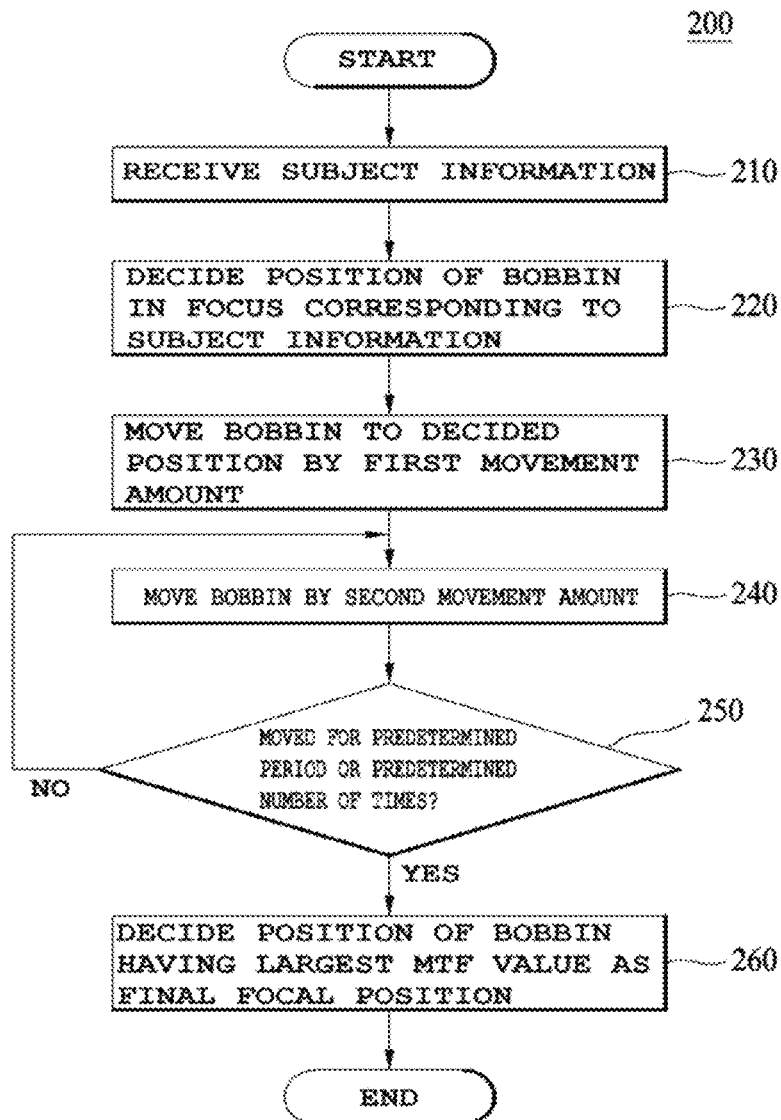 200
START
RECEIVE SUBJECT INFORMATION
210
DECIDE POSITION OF BOBBIN
IN FOCUS CORRESPONDING TO
SUBJECT INFORMATION
220
MOVE BOBBIN TO DECIDED
POSITION BY FIRST MOVEMENT
AMOUNT
230
MOVE BOBBIN BY SECOND MOVEMENT AMOUNT
240
MOVED FOR PREDETERMINED
PERIOD OR PREDETERMINED
NUMBER OF TIMES?
250
NO
YES
DECIDE POSITION OF BOBBIN
HAVING LARGEST MTF VALUE AS
FINAL FOCAL POSITION
260
END